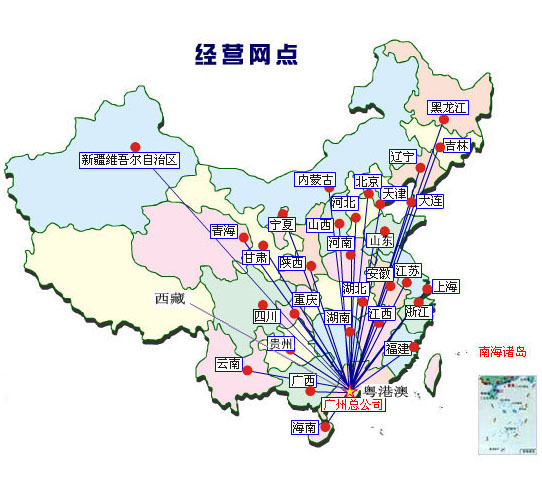 经营网点
黑龙江
吉林
辽宁
新疆维吾尔自治区
内蒙古
北京
天津
大连
河北
宁夏
山西
青海
山东
河南
甘肃
陕西
安徽
江苏
上海
湖北
西藏
重庆
四川
浙江
江西
湖南
贵州
福建
南海诸岛
云南
广西
粤港澳
广州总公司
海南